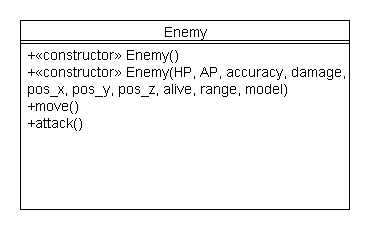 Enemy
+«constructor» Enemy()
+«constructor» Enemy(HP, AP, accuracy, damage,
pos_x, pos_y, pos_z, alive, range, model)
+move()
+attack()